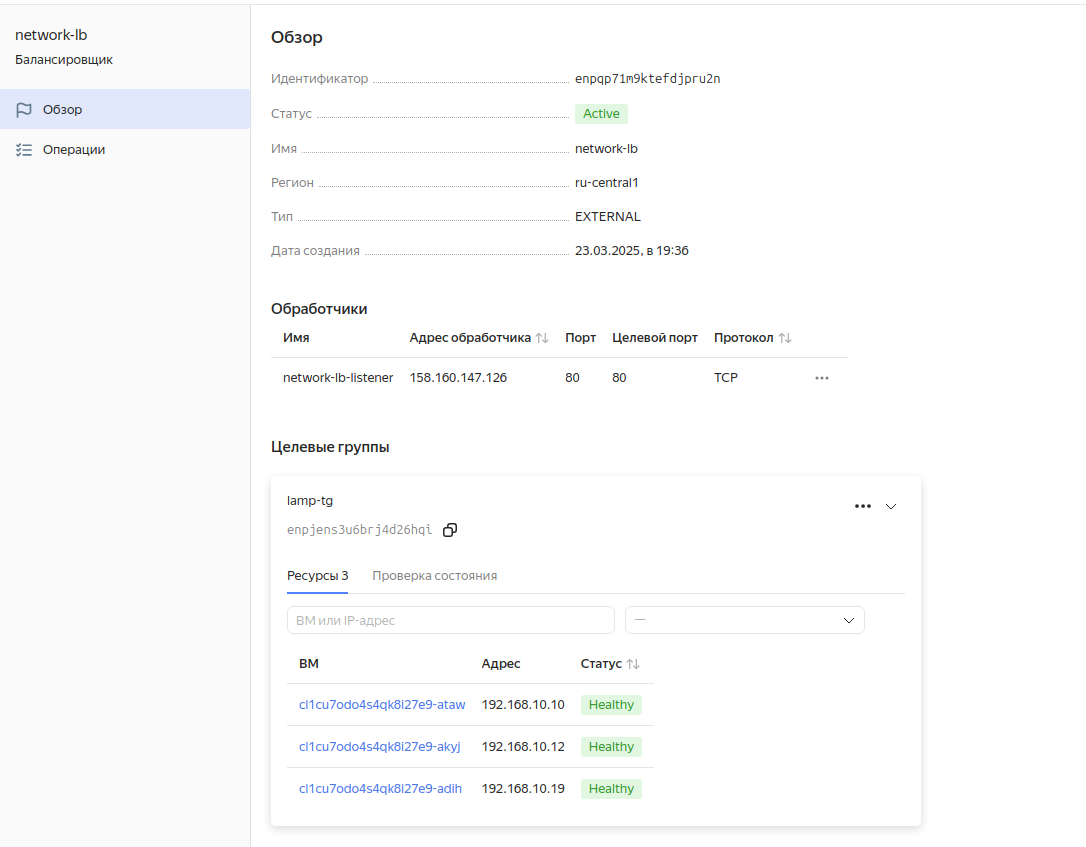 network-lb
Балансировщик
Обзор
Операции
Обзор
Идентификатор enpqp71m9ktefdjpru2n
Статус Active
Имя network-lb
Регион ru-central1
Тип EXTERNAL
Дата создания 23.03.2025, в 19:36
Обработчики
Имя Адрес обработчика Порт Целевой порт Протокол
network-lb-listener 158.160.147.126 80 80 TCP
Целевые группы
lamp-tg
enpjens3u6brj4d26hqi
Ресурсы 3 Проверка состояния
ВМ или IP-адрес —
ВМ Адрес Статус
cl1cu7odo4s4qk8i27e9-ataw 192.168.10.10 Healthy
cl1cu7odo4s4qk8i27e9-akyj 192.168.10.12 Healthy
cl1cu7odo4s4qk8i27e9-adih 192.168.10.19 Healthy